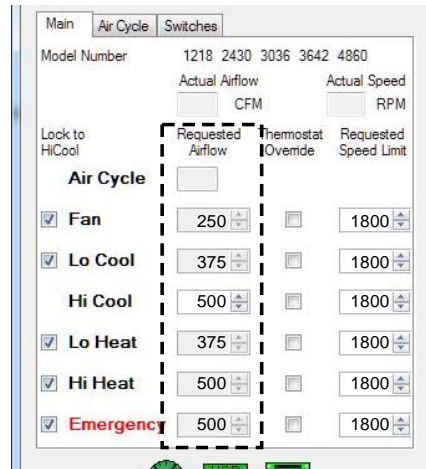 Main Air Cycle Switches
Model Number 1218 2430 3036 3642 4860
Actual Airflow Actual Speed
CFM RPM
Lock to Requested Thermostat Requested
HiCool Airflow Override Speed Limit
Air Cycle
Fan 250 1800
Lo Cool 375 1800
Hi Cool 500 1800
Lo Heat 375 1800
Hi Heat 500 1800
Emergency 500 1800